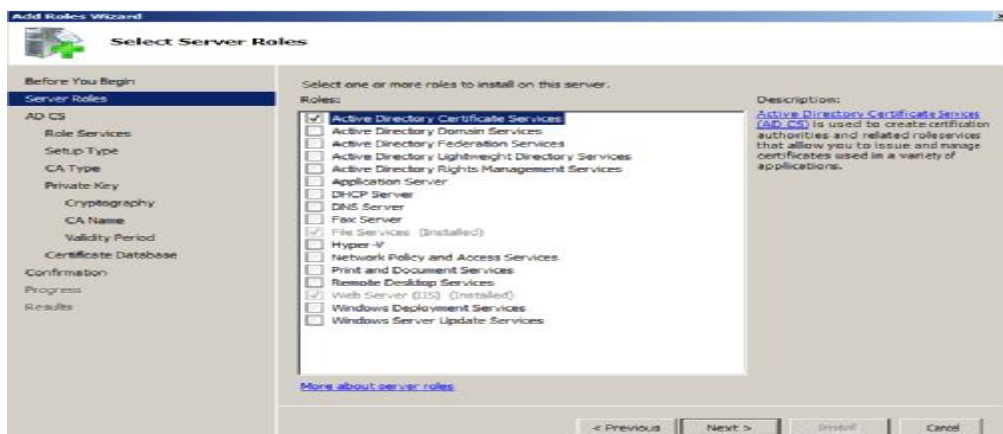 Add Roles Wizard
Select Server Roles
Before You Begin
Server Roles
AD CS
Role Services
Setup Type
CA Type
Private Key
Cryptography
CA Name
Validity Period
Certificate Database
Confirmation
Progress
Results
Select one or more roles to install on this server.
Roles:
Active Directory Certificate Services
Active Directory Domain Services
Active Directory Federation Services
Active Directory Lightweight Directory Services
Active Directory Rights Management Services
Application Server
DHCP Server
DNS Server
Fax Server
File Services (Installed)
Hyper-V
Network Policy and Access Services
Print and Document Services
Remote Desktop Services
Web Server (IIS) (Installed)
Windows Deployment Services
Windows Server Update Services
More about server roles
Description:
Active Directory Certificate Services
(AD CS) is used to create certification
authorities and related role services
that allow you to issue and manage
certificates used in a variety of
applications.
< Previous
Next >
Install
Cancel